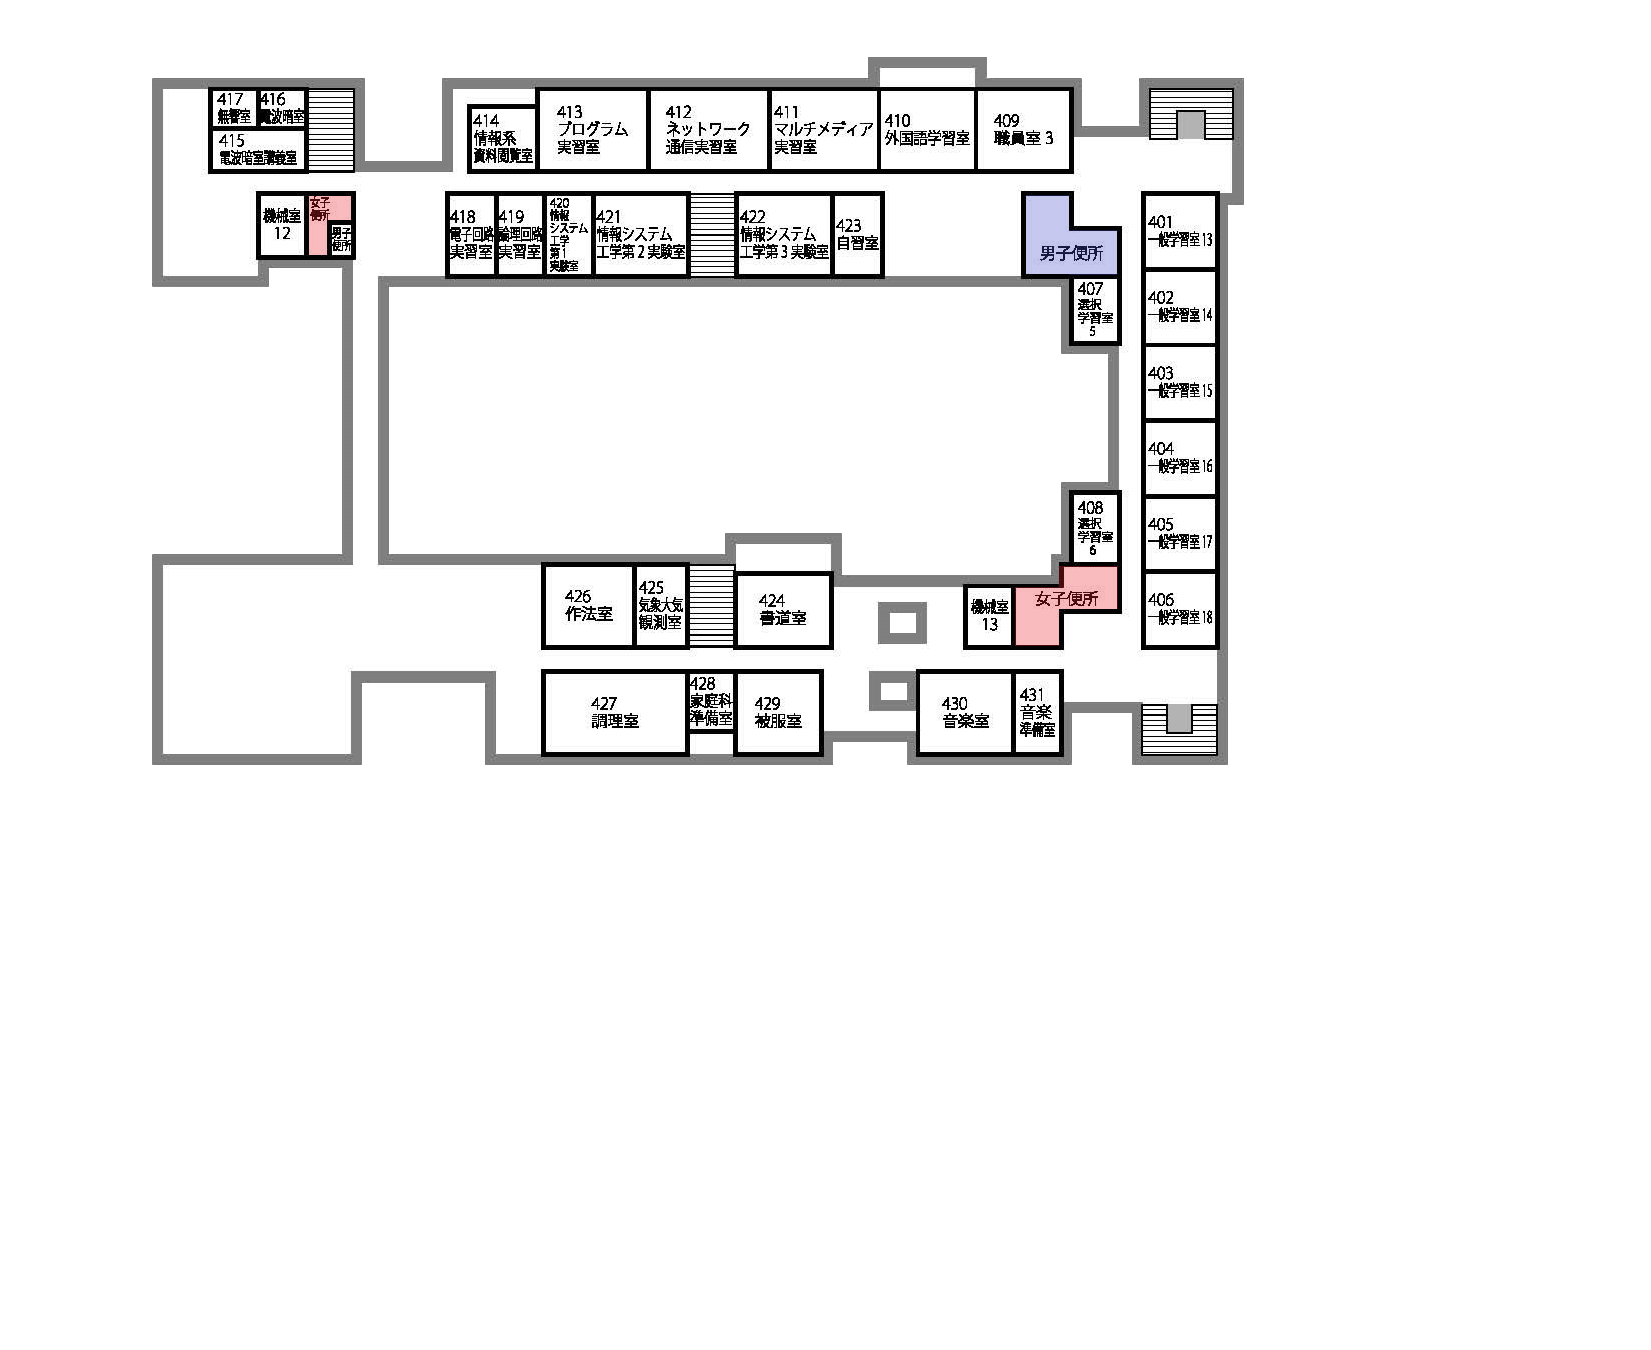 417
無響室
416
電波暗室
415
電波暗室講義室
414
情報系
資料閲覧室
413
プログラム
実習室
412
ネットワーク
通信実習室
411
マルチメディア
実習室
410
外国語学習室
409
職員室 3
機械室
12
女子
便所
男子
便所
418
電子回路
実習室
419
論理回路
実習室
420
情報
システム
工学
第 1
実験室
421
情報システム
工学第 2 実験室
422
情報システム
工学第 3 実験室
423
自習室
男子便所
407
選択
学習室
5
401
一般学習室 13
402
一般学習室 14
403
一般学習室 15
404
一般学習室 16
405
一般学習室 17
406
一般学習室 18
408
選択
学習室
6
女子便所
機械室
13
426
作法室
425
気象大気
観測室
424
書道室
427
調理室
428
家庭科
準備室
429
被服室
430
音楽室
431
音楽
準備室